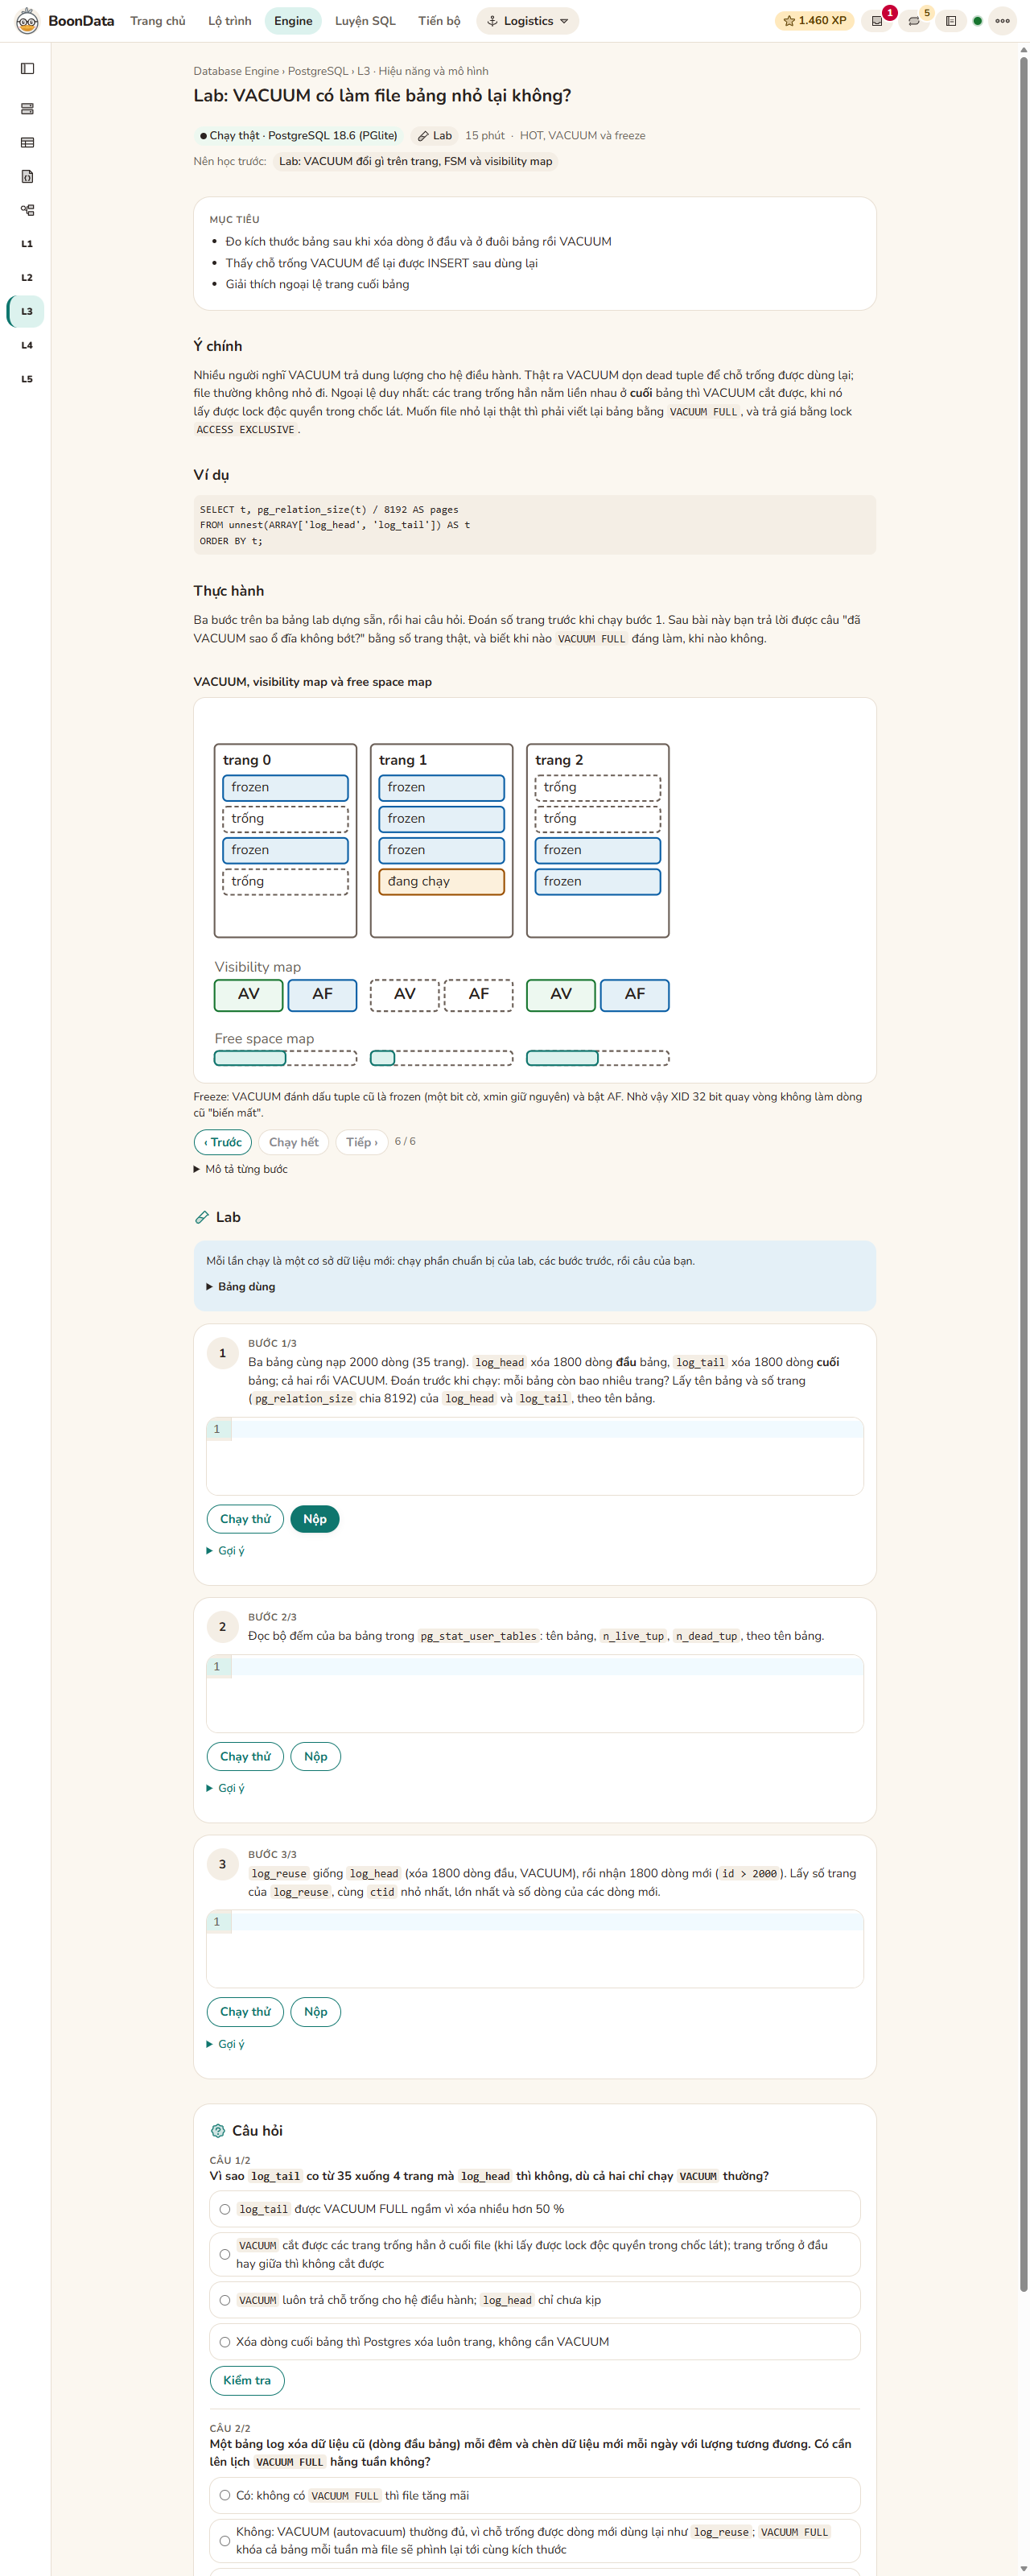 BoonData Trang chủ Lộ trình Engine Luyện SQL Tiến bộ Logistics 1.460 XP 1 5
L1
L2
L3
L4
L5
Database Engine › PostgreSQL › L3 · Hiệu năng và mô hình
Lab: VACUUM có làm file bảng nhỏ lại không?
Chạy thật · PostgreSQL 18.6 (PGlite) Lab 15 phút · HOT, VACUUM và freeze
Nên học trước: Lab: VACUUM đổi gì trên trang, FSM và visibility map
MỤC TIÊU
• Đo kích thước bảng sau khi xóa dòng ở đầu và ở đuôi bảng rồi VACUUM
• Thấy chỗ trống VACUUM để lại được INSERT sau dùng lại
• Giải thích ngoại lệ trang cuối bảng
Ý chính
Nhiều người nghĩ VACUUM trả dung lượng cho hệ điều hành. Thật ra VACUUM dọn dead tuple để chỗ trống được dùng lại;
file thường không nhỏ đi. Ngoại lệ duy nhất: các trang trống hẳn nằm liền nhau ở cuối bảng thì VACUUM cắt được, khi nó
lấy được lock độc quyền trong chốc lát. Muốn file nhỏ lại thật thì phải viết lại bảng bằng VACUUM FULL, và trả giá bằng lock
ACCESS EXCLUSIVE.
Ví dụ
SELECT t, pg_relation_size(t) / 8192 AS pages
FROM unnest(ARRAY['log_head', 'log_tail']) AS t
ORDER BY t;
Thực hành
Ba bước trên ba bảng lab dựng sẵn, rồi hai câu hỏi. Đoán số trang trước khi chạy bước 1. Sau bài này bạn trả lời được câu "đã
VACUUM sao ổ đĩa không bớt?" bằng số trang thật, và biết khi nào VACUUM FULL đáng làm, khi nào không.
VACUUM, visibility map và free space map
trang 0 trang 1 trang 2
frozen frozen trống
trống frozen trống
frozen frozen frozen
trống đang chạy frozen
Visibility map
AV AF AV AF AV AF
Free space map
Freeze: VACUUM đánh dấu tuple cũ là frozen (một bit cờ, xmin giữ nguyên) và bật AF. Nhờ vậy XID 32 bit quay vòng không làm dòng
cũ "biến mất".
‹ Trước Chạy hết Tiếp › 6 / 6
Mô tả từng bước
Lab
Mỗi lần chạy là một cơ sở dữ liệu mới: chạy phần chuẩn bị của lab, các bước trước, rồi câu của bạn.
Bảng dùng
1 BƯỚC 1/3
Ba bảng cùng nạp 2000 dòng (35 trang). log_head xóa 1800 dòng đầu bảng, log_tail xóa 1800 dòng cuối
bảng; cả hai rồi VACUUM. Đoán trước khi chạy: mỗi bảng còn bao nhiêu trang? Lấy tên bảng và số trang
(pg_relation_size chia 8192) của log_head và log_tail, theo tên bảng.
1
Chạy thử Nộp
Gợi ý
2 BƯỚC 2/3
Đọc bộ đếm của ba bảng trong pg_stat_user_tables: tên bảng, n_live_tup, n_dead_tup, theo tên bảng.
1
Chạy thử Nộp
Gợi ý
3 BƯỚC 3/3
log_reuse giống log_head (xóa 1800 dòng đầu, VACUUM), rồi nhận 1800 dòng mới (id > 2000). Lấy số trang
của log_reuse, cùng ctid nhỏ nhất, lớn nhất và số dòng của các dòng mới.
1
Chạy thử Nộp
Gợi ý
Câu hỏi
CÂU 1/2
Vì sao log_tail co từ 35 xuống 4 trang mà log_head thì không, dù cả hai chỉ chạy VACUUM thường?
log_tail được VACUUM FULL ngầm vì xóa nhiều hơn 50 %
VACUUM cắt được các trang trống hẳn ở cuối file (khi lấy được lock độc quyền trong chốc lát); trang trống ở đầu
hay giữa thì không cắt được
VACUUM luôn trả chỗ trống cho hệ điều hành; log_head chỉ chưa kịp
Xóa dòng cuối bảng thì Postgres xóa luôn trang, không cần VACUUM
Kiểm tra
CÂU 2/2
Một bảng log xóa dữ liệu cũ (dòng đầu bảng) mỗi đêm và chèn dữ liệu mới mỗi ngày với lượng tương đương. Có cần
lên lịch VACUUM FULL hằng tuần không?
Có: không có VACUUM FULL thì file tăng mãi
Không: VACUUM (autovacuum) thường đủ, vì chỗ trống được dòng mới dùng lại như log_reuse; VACUUM FULL
khóa cả bảng mỗi tuần mà file sẽ phình lại tới cùng kích thước